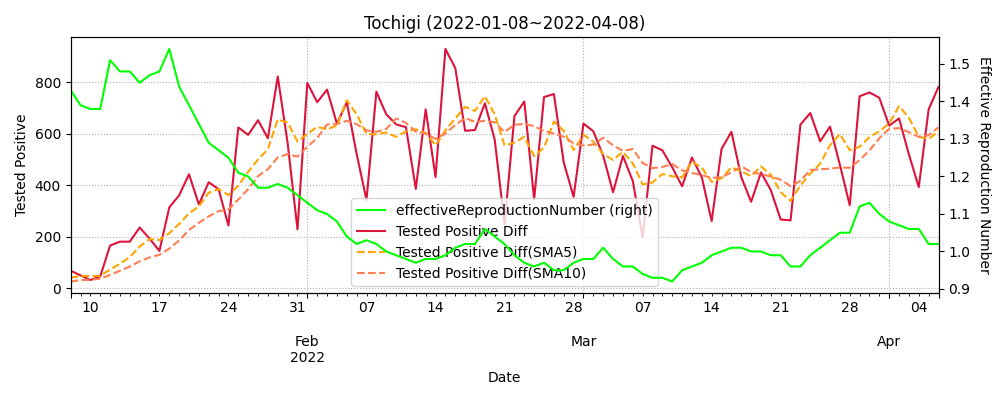 Tochigi (2022-01-08~2022-04-08)
Tested Positive
800
600
400
200
0
1.5
1.4
1.3
1.2
1.1
1.0
0.9
Effective Reproduction Number
effectiveReproductionNumber (right)
Tested Positive Diff
Tested Positive Diff(SMA5)
Tested Positive Diff(SMA10)
10 17 24 31 07 14 21 28 07 14 21 28 04
Feb Mar Apr
2022
Date